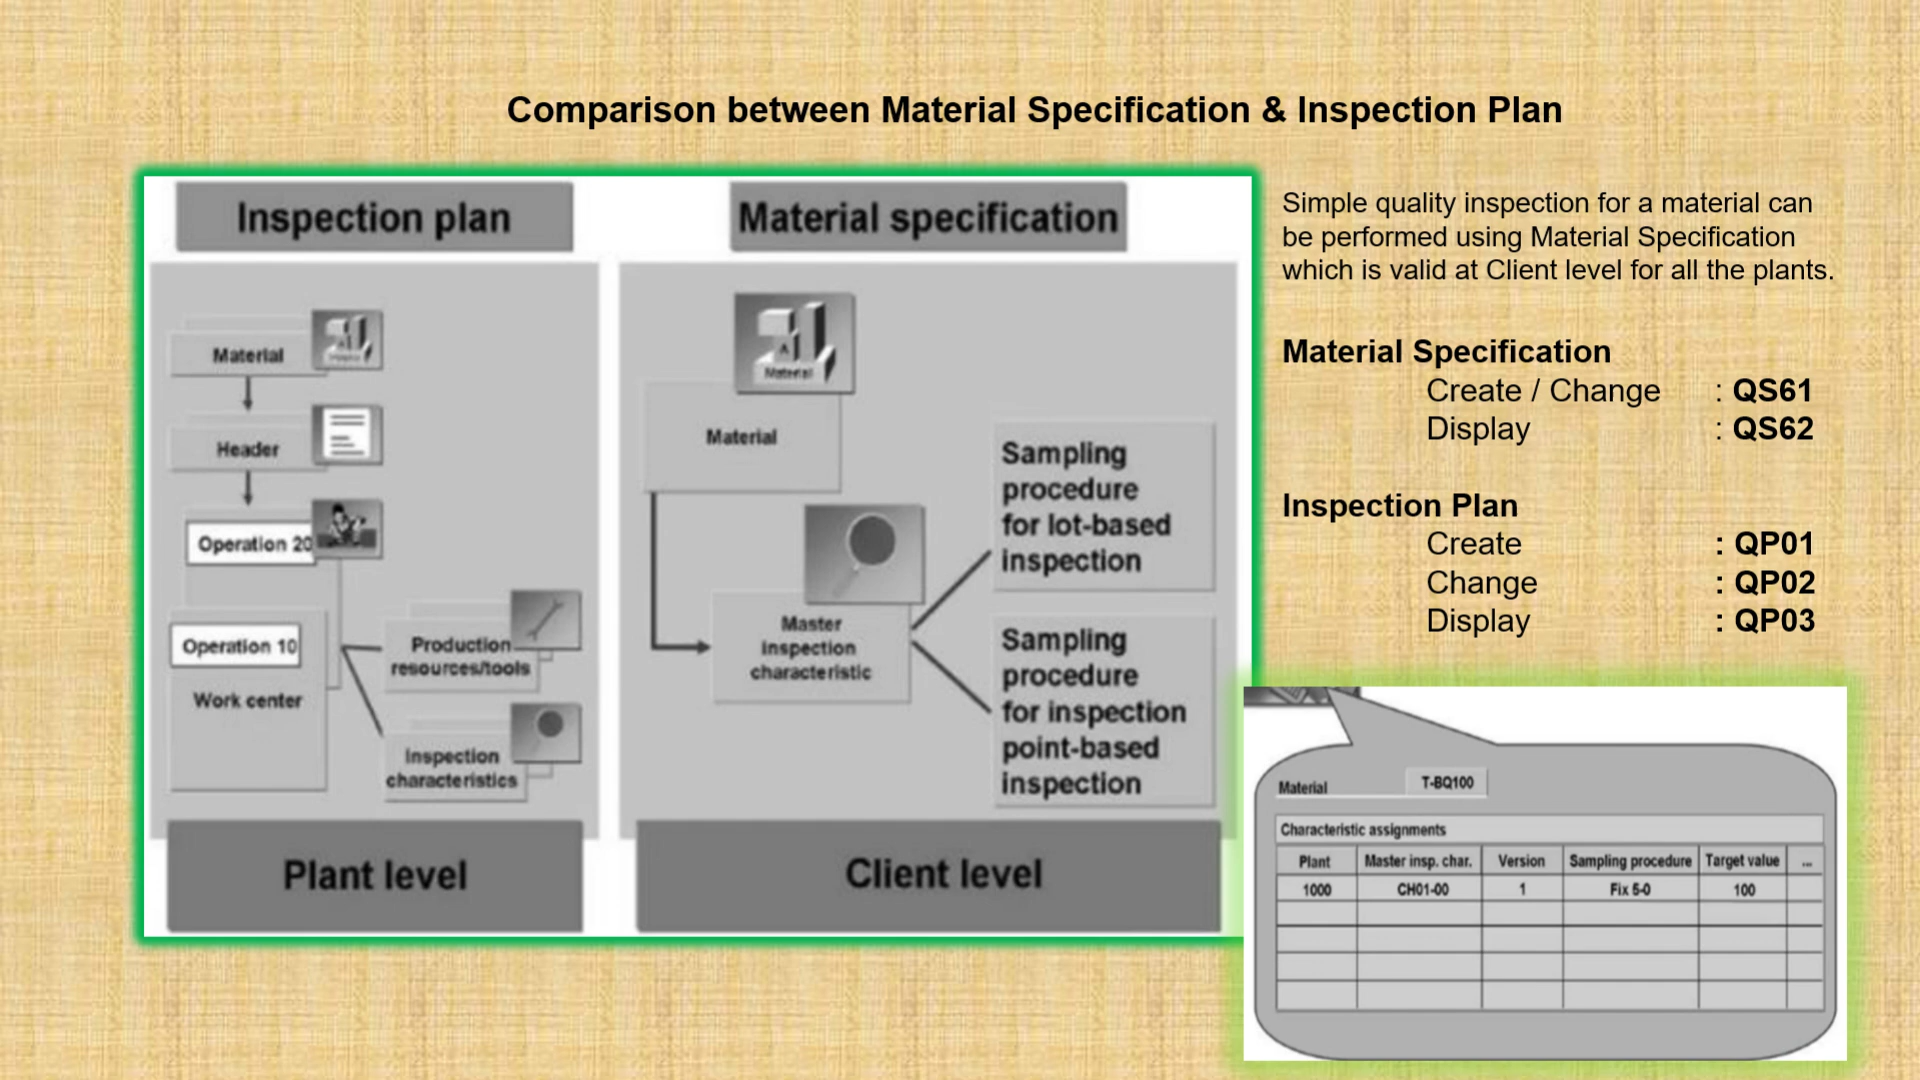 Comparison between Material Specification & Inspection Plan
Inspection plan
Material
Header
Operation 20
Operation 10
Work center
Production
resources/tools
Inspection
characteristics
Plant level
Material specification
Material
Material
Master
inspection
characteristic
Sampling
procedure
for lot-based
inspection
Sampling
procedure
for inspection
point-based
inspection
Client level
Simple quality inspection for a material can
be performed using Material Specification
which is valid at Client level for all the plants.
Material Specification
Create / Change : QS61
Display : QS62
Inspection Plan
Create : QP01
Change : QP02
Display : QP03
Material T-BQ100
Characteristic assignments
Plant Master insp. char. Version Sampling procedure Target value ...
1000 CH01-00 1 Fix 5-0 100